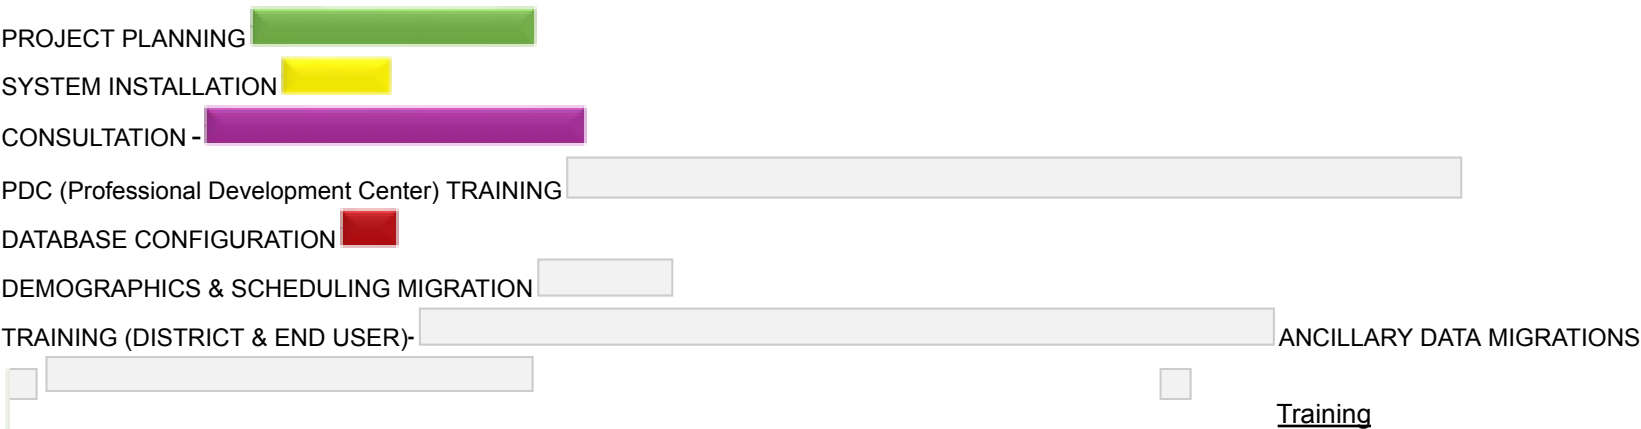 PROJECT PLANNING
SYSTEM INSTALLATION
CONSULTATION -
PDC (Professional Development Center) TRAINING
DATABASE CONFIGURATION
DEMOGRAPHICS & SCHEDULING MIGRATION
TRAINING (DISTRICT & END USER)- ANCILLARY DATA MIGRATIONS
Training